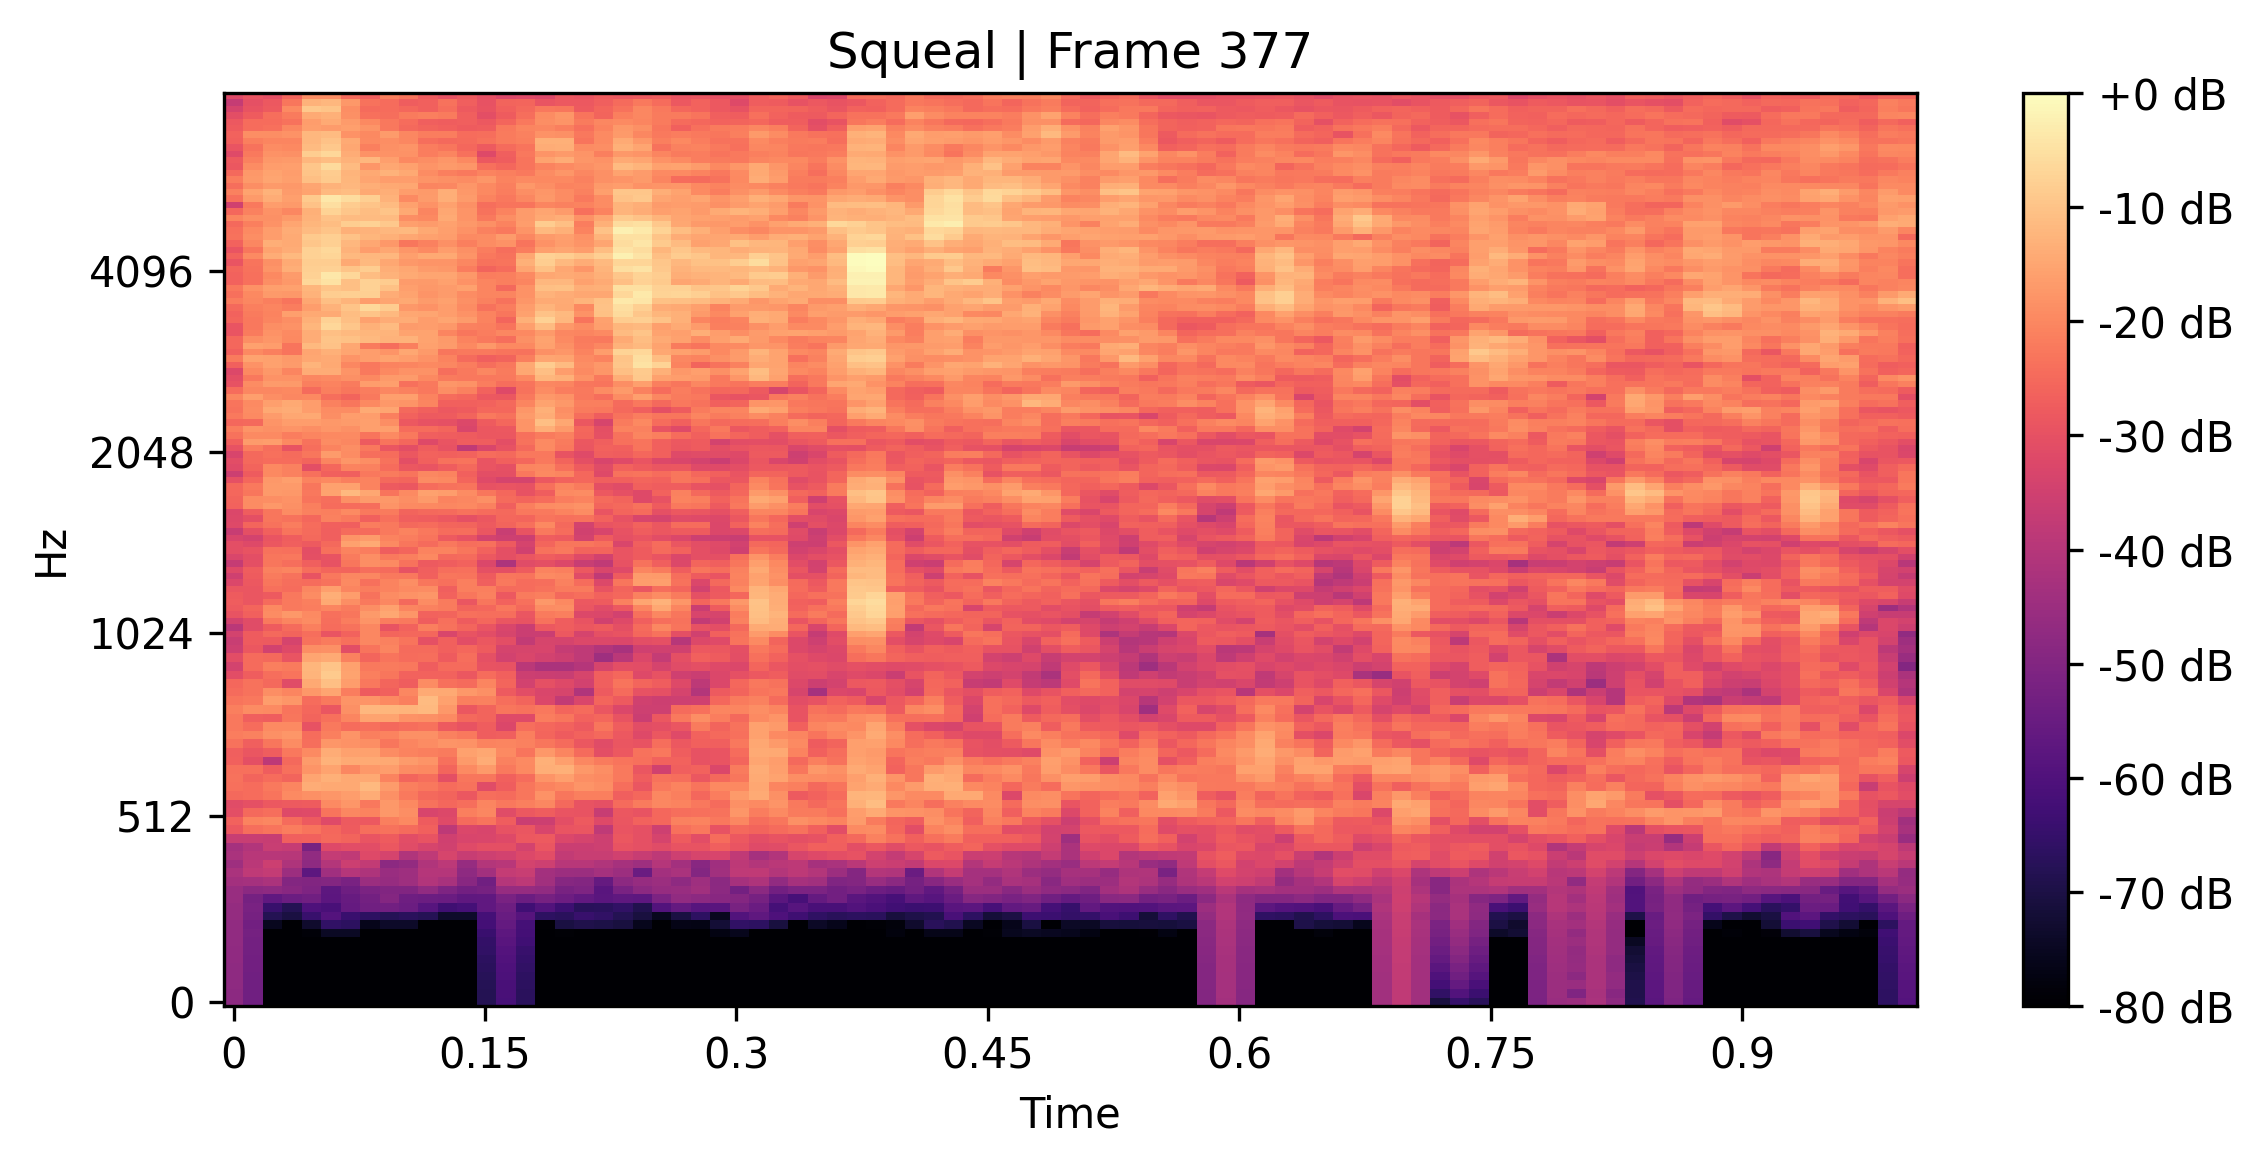 Squeal | Frame 377
+0 dB
-10 dB
-20 dB
-30 dB
-40 dB
-50 dB
-60 dB
-70 dB
-80 dB
Hz
4096
2048
1024
512
0
0 0.15 0.3 0.45 0.6 0.75 0.9
Time